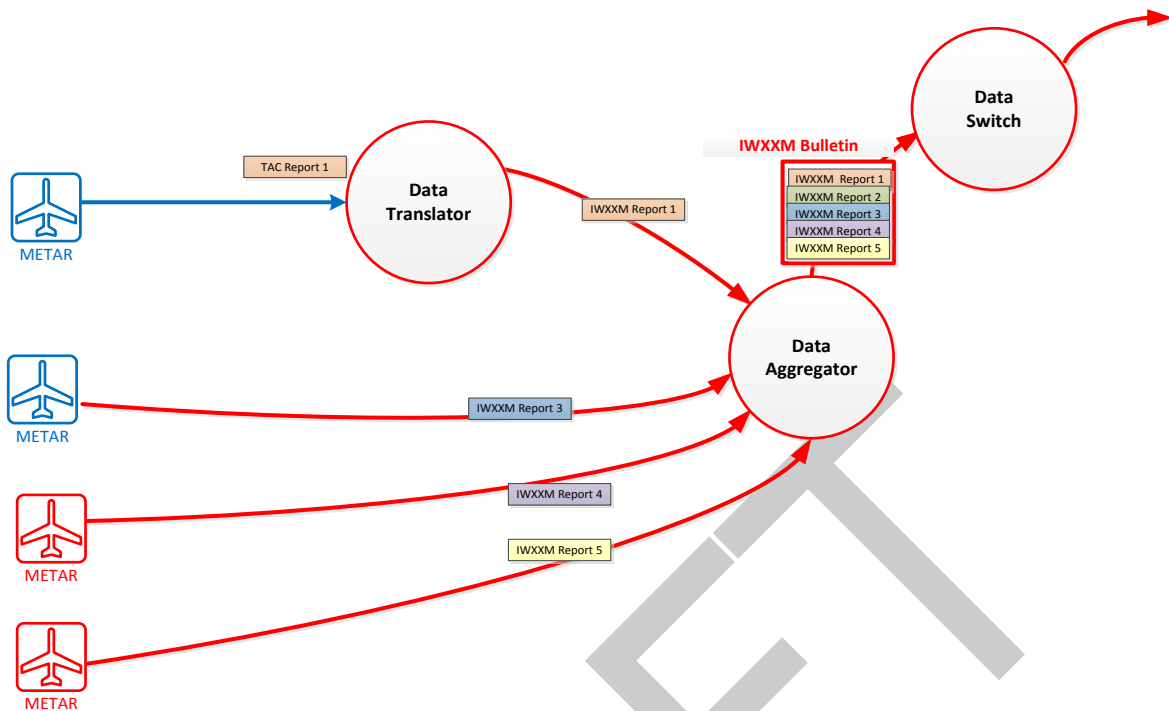 Data
Switch
IWXXM Bulletin
TAC Report 1
IWXXM Report 1
IWXXM Report 2
IWXXM Report 3
IWXXM Report 4
IWXXM Report 5
Data
Translator
IWXXM Report 1
METAR
Data
Aggregator
IWXXM Report 3
METAR
IWXXM Report 4
IWXXM Report 5
METAR
METAR